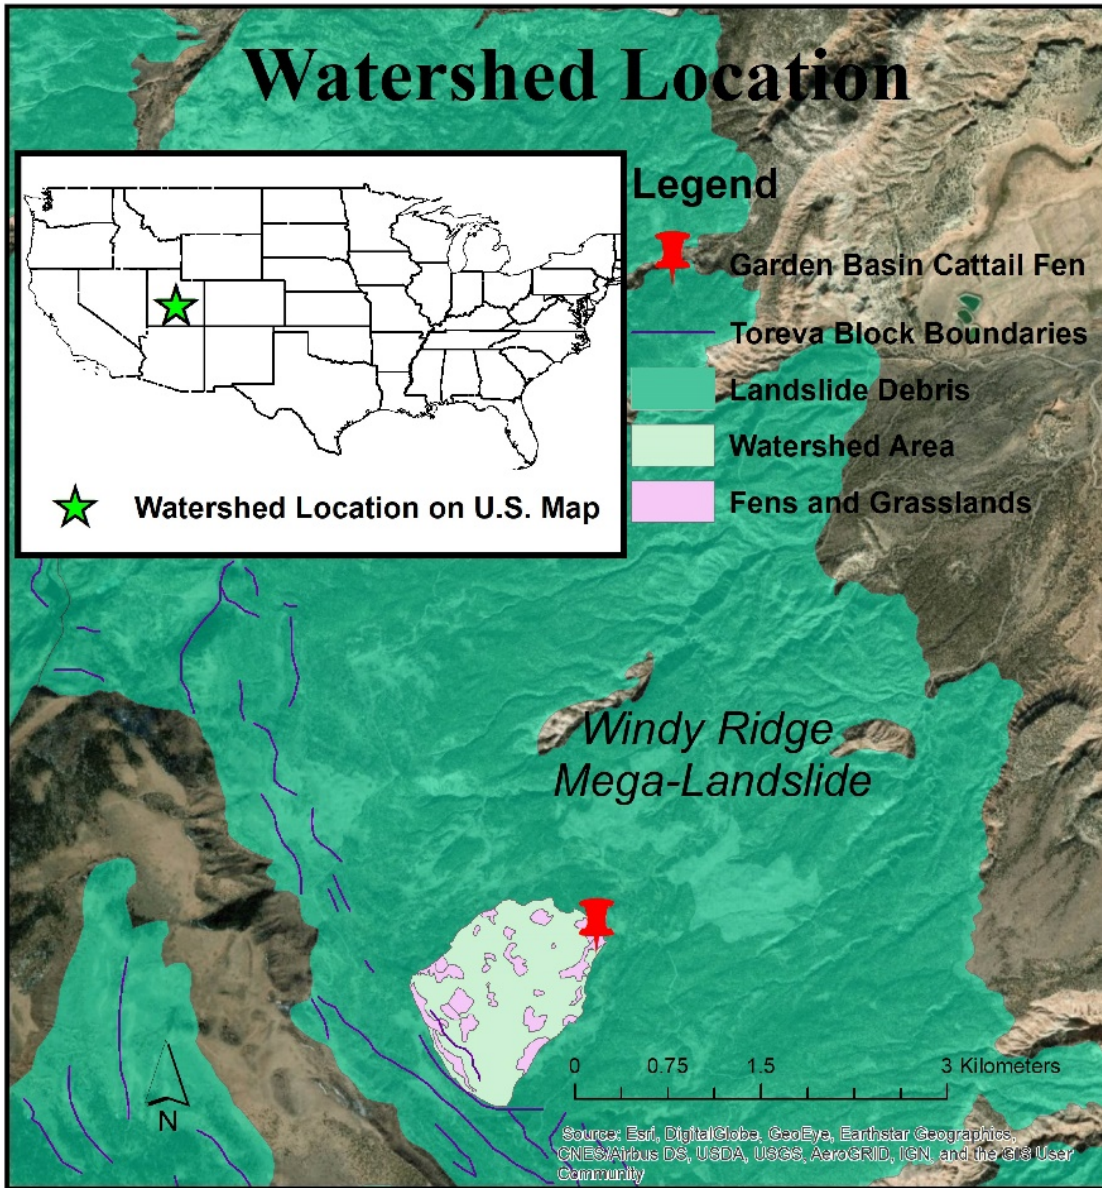 Watershed Location
Legend
Garden Basin Cattail Fen
Toreva Block Boundaries
Landslide Debris
Watershed Area
Fens and Grasslands
Watershed Location on U.S. Map
Windy Ridge
Mega-Landslide
0 0.75 1.5 3 Kilometers
N
Source: Esri, DigitalGlobe, GeoEye, Earthstar Geographics,
CNES/Airbus DS, USDA, USGS, AeroGRID, IGN, and the GIS User
Community